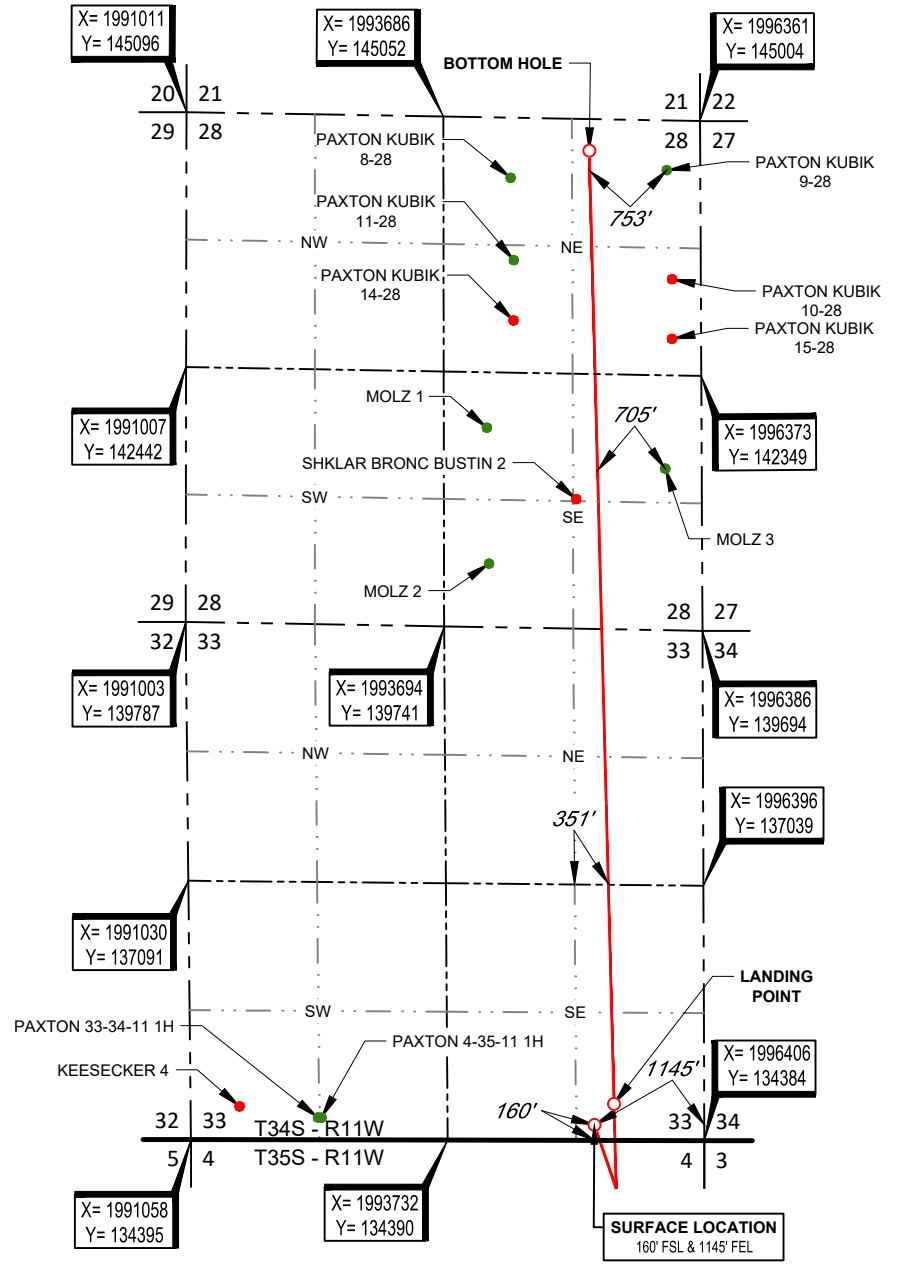 X= 1991011
Y= 145096
X= 1993686
Y= 145052
X= 1996361
Y= 145004
BOTTOM HOLE
20 21
29 28
21 22
28 27
PAXTON KUBIK
8-28
PAXTON KUBIK
9-28
753'
PAXTON KUBIK
11-28
NW
NE
PAXTON KUBIK
14-28
PAXTON KUBIK
10-28
PAXTON KUBIK
15-28
X= 1991007
Y= 142442
MOLZ 1
705'
X= 1996373
Y= 142349
SHKLAR BRONC BUSTIN 2
SW
SE
MOLZ 3
MOLZ 2
29 28
32 33
28 27
33 34
X= 1991003
Y= 139787
X= 1993694
Y= 139741
X= 1996386
Y= 139694
NW
NE
X= 1996396
Y= 137039
351'
X= 1991030
Y= 137091
LANDING
POINT
SW
SE
PAXTON 33-34-11 1H
PAXTON 4-35-11 1H
X= 1996406
Y= 134384
KEESECKER 4
1145'
160'
32 33
T34S - R11W
33 34
5 4
T35S - R11W
4 3
X= 1991058
Y= 134395
X= 1993732
Y= 134390
SURFACE LOCATION
160' FSL & 1145' FEL